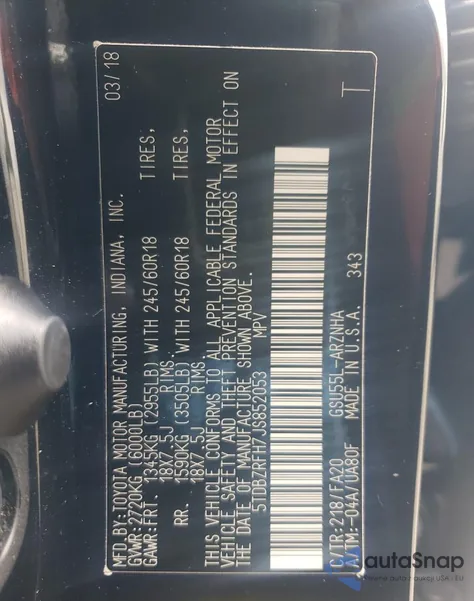 MFD.BY:TOYOTA MOTOR MANUFACTURING, INDIANA, INC. 03/18
GVWR:2720KG (6000LB)
GAWR:FRT. 1345KG (2955LB) WITH 245/60R18 TIRES,
18X7.5J RIMS.
RR. 1590KG (3505LB) WITH 245/60R18 TIRES,
18X7.5J RIMS.
THIS VEHICLE CONFORMS TO ALL APPLICABLE FEDERAL MOTOR
VEHICLE SAFETY AND THEFT PREVENTION STANDARDS IN EFFECT ON
DATE OF MANUFACTURE SHOWN ABOVE.
5TDBZRFH7JS852053 MPV
C/TR:218/FA20 GSU55L-ARZNHA T
A/TM:-04A/UA80F MADE IN U.S.A. 343
autoSnap